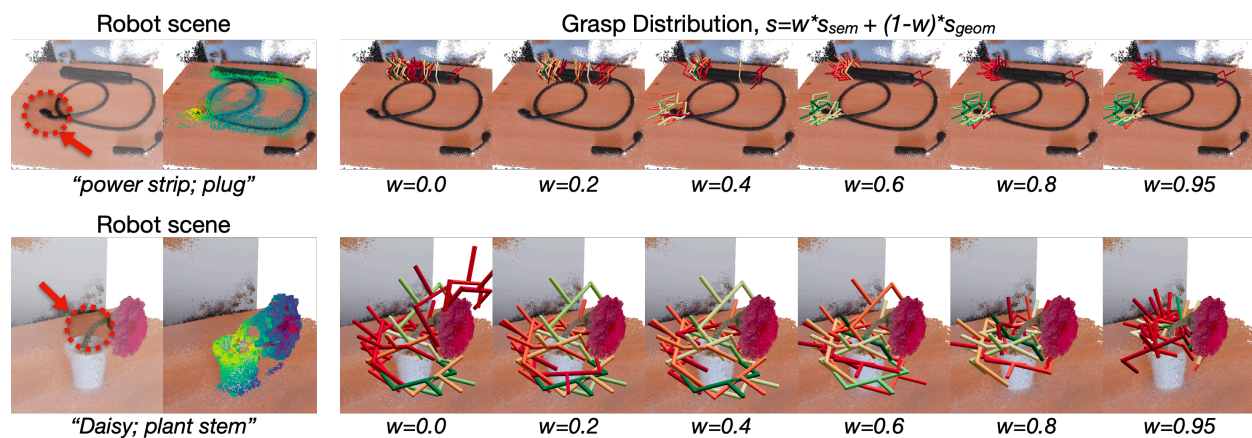 Robot scene
Grasp Distribution, s=w*s_sem + (1-w)*s_geom
“power strip; plug”
w=0.0
w=0.2
w=0.4
w=0.6
w=0.8
w=0.95
Robot scene
“Daisy; plant stem”
w=0.0
w=0.2
w=0.4
w=0.6
w=0.8
w=0.95